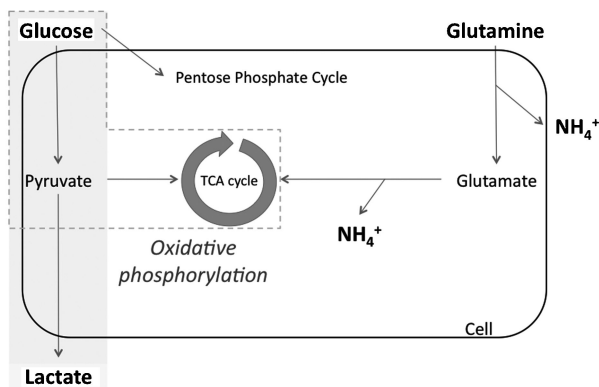 Glucose
Glutamine
Pentose Phosphate Cycle
NH₄⁺
Pyruvate
TCA cycle
Glutamate
NH₄⁺
Oxidative
phosphorylation
Cell
Lactate